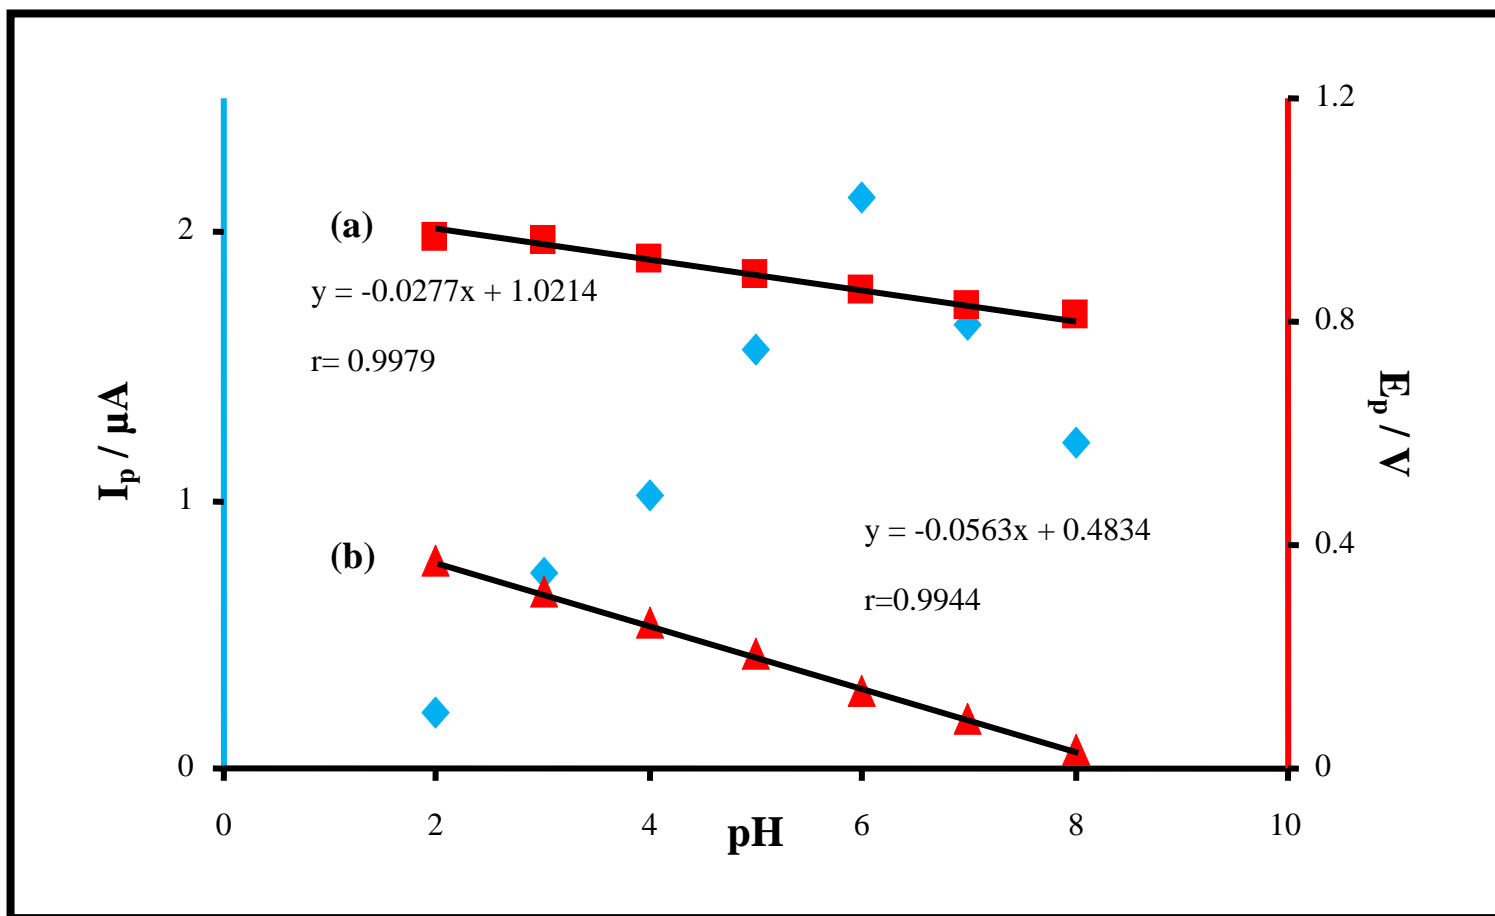 1.2
(a)
2
y = -0.0277x + 1.0214
0.8
r= 0.9979
Ip / µA
Ep / V
1
y = -0.0563x + 0.4834
0.4
(b)
r=0.9944
0
0
0
2
4
pH
6
8
10